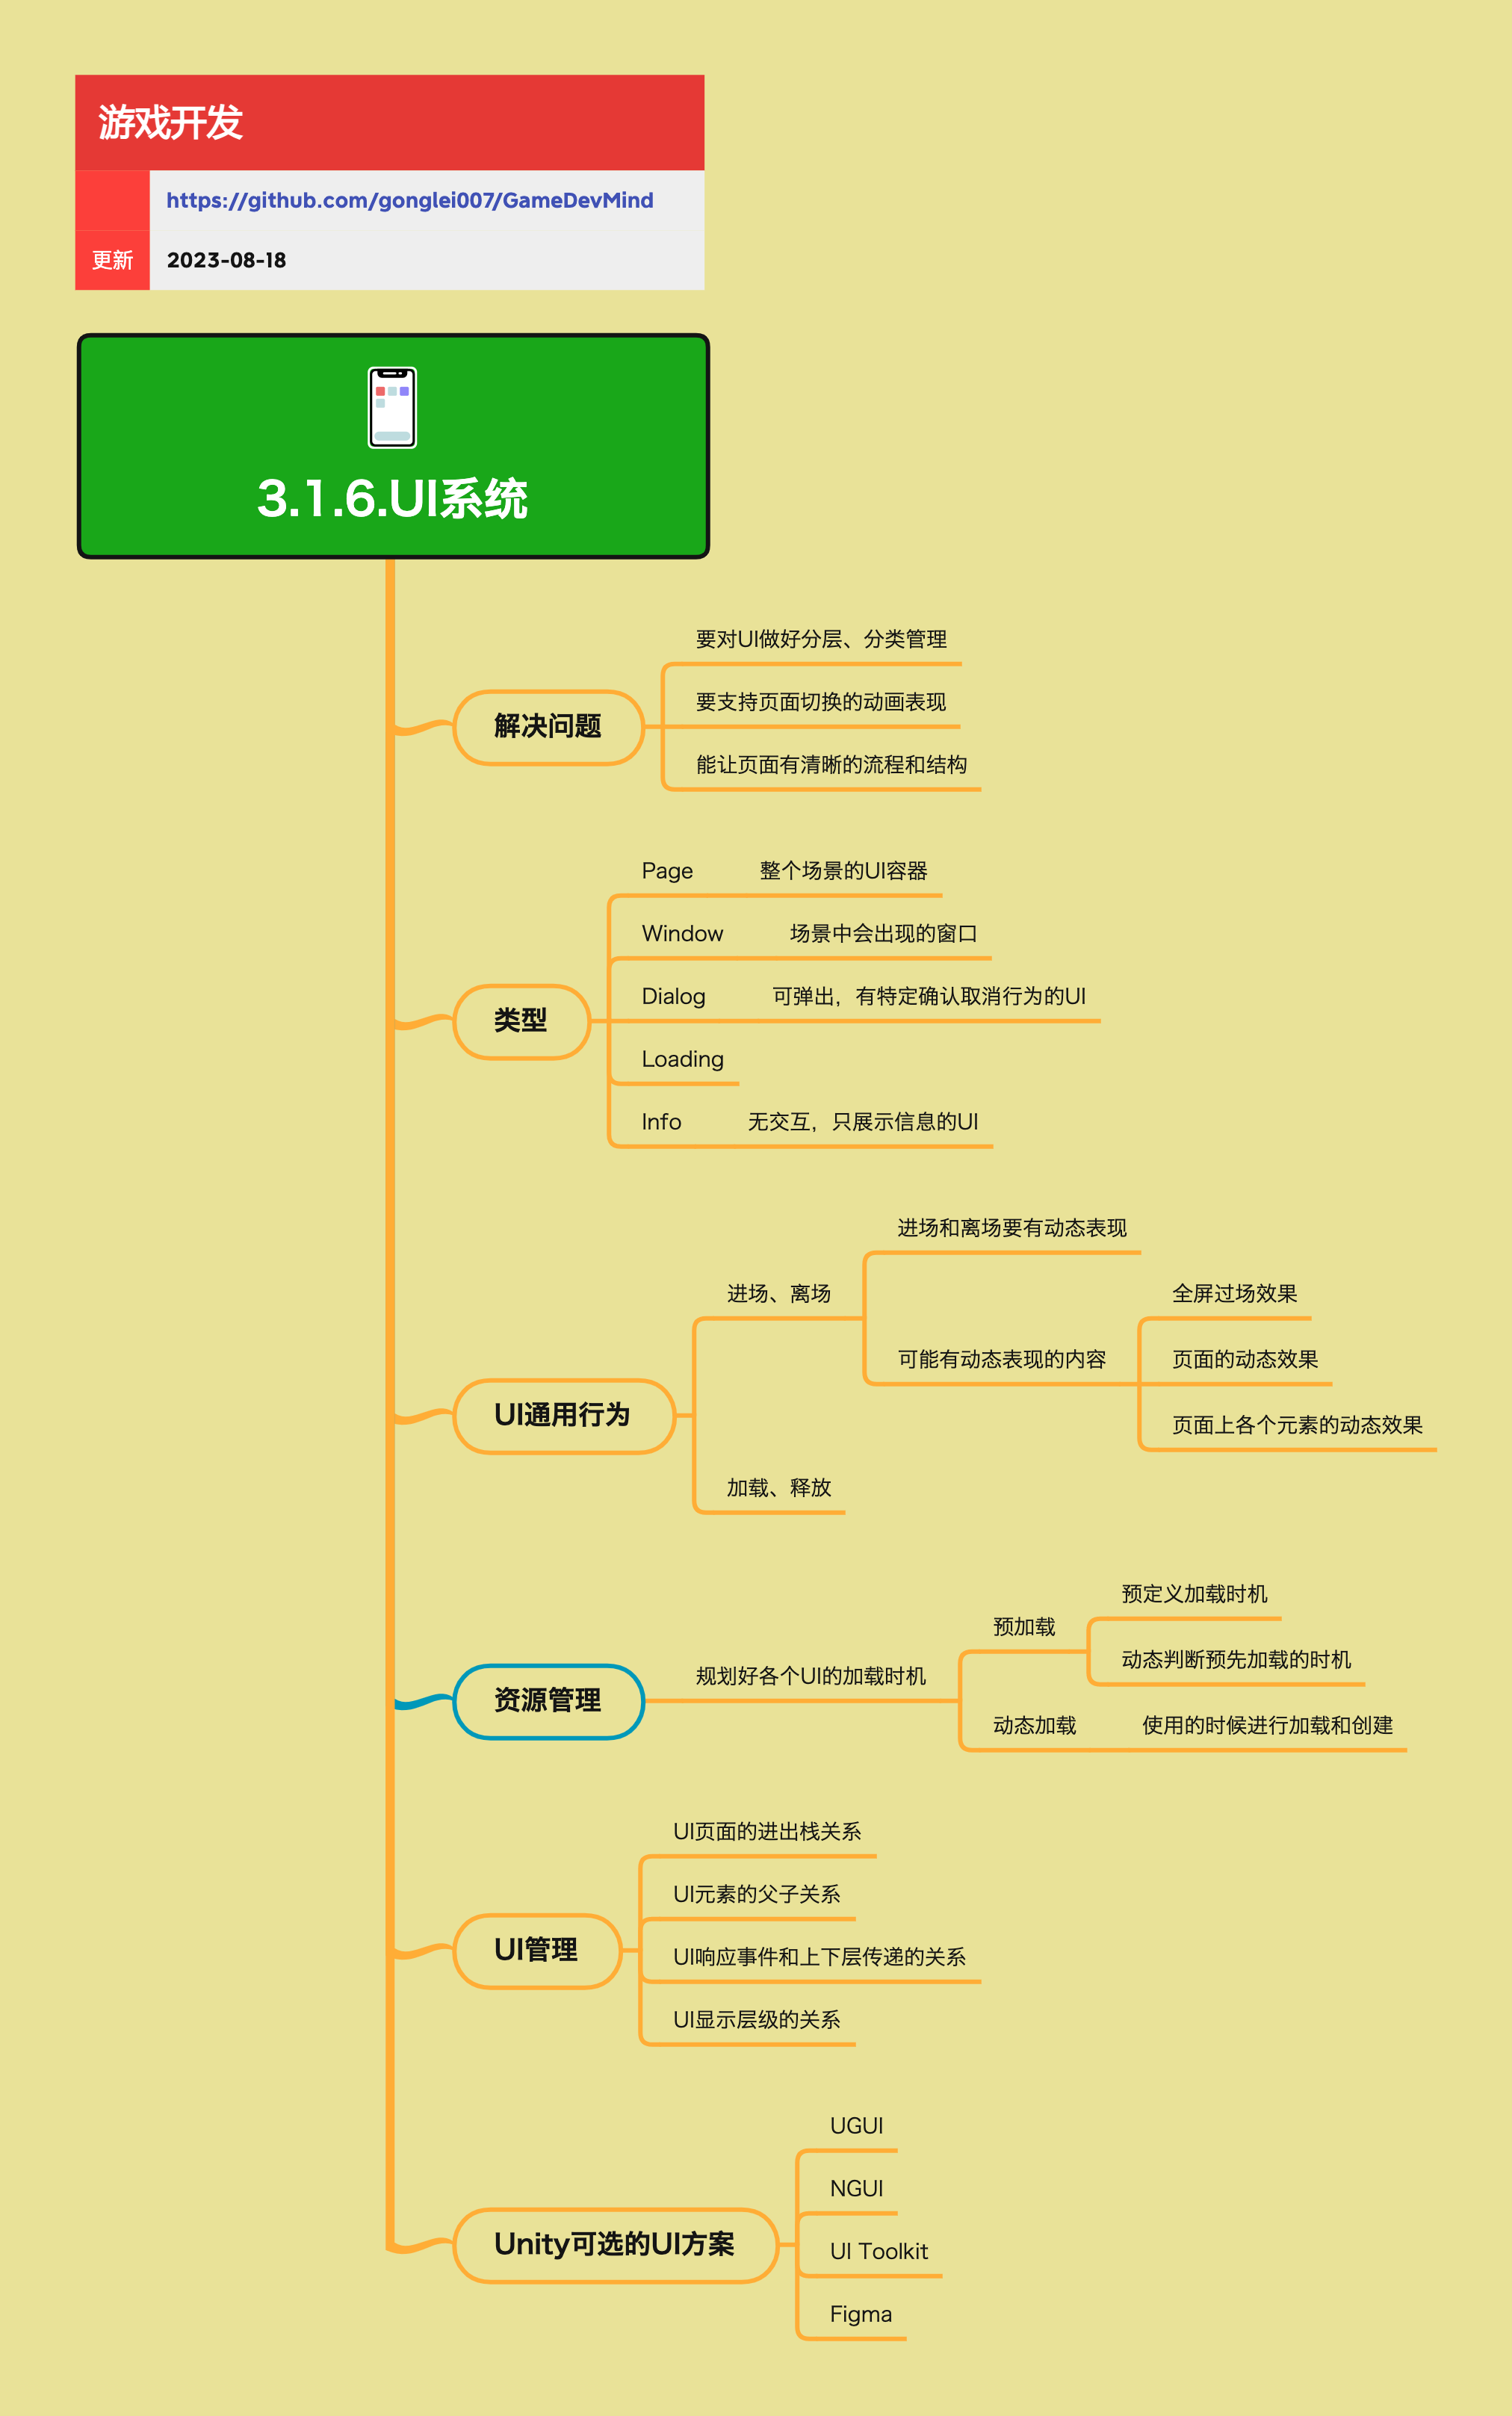 游戏开发
https://github.com/gonglei007/GameDevMind
更新 2023-08-18
3.1.6.UI系统
解决问题
要对UI做好分层、分类管理
要支持页面切换的动画表现
能让页面有清晰的流程和结构
类型
Page 整个场景的UI容器
Window 场景中会出现的窗口
Dialog 可弹出，有特定确认取消行为的UI
Loading
Info 无交互，只展示信息的UI
UI通用行为
进场、离场
进场和离场要有动态表现
可能有动态表现的内容
全屏过场效果
页面的动态效果
页面上各个元素的动态效果
加载、释放
资源管理
规划好各个UI的加载时机
预加载
预定义加载时机
动态判断预先加载的时机
动态加载 使用的时候进行加载和创建
UI管理
UI页面的进出栈关系
UI元素的父子关系
UI响应事件和上下层传递的关系
UI显示层级的关系
Unity可选的UI方案
UGUI
NGUI
UI Toolkit
Figma